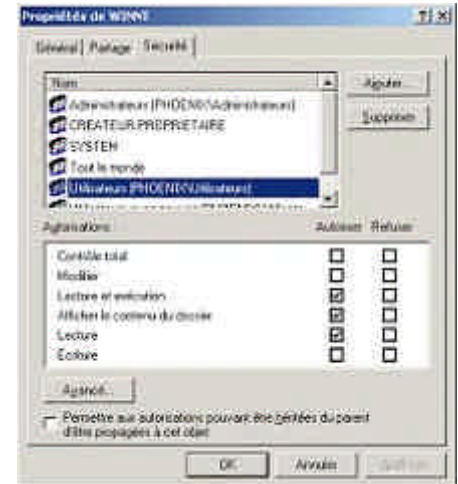 Propriétés de WINNT
Général Partage Sécurité
Nom
Ajouter...
Administrateurs (PHOENIX\Administrateurs)
CREATEUR PROPRIETAIRE
Supprimer
SYSTEM
Tout le monde
Utilisateurs (PHOENIX\Utilisateurs)
Autorisations Autoriser Refuser
Contrôle total
Modifier
Lecture et exécution
Afficher le contenu du dossier
Lecture
Ecriture
Avancé...
Permettre aux autorisations pouvant être héritées du parent
d'être propagées à cet objet
OK Annuler Appliquer